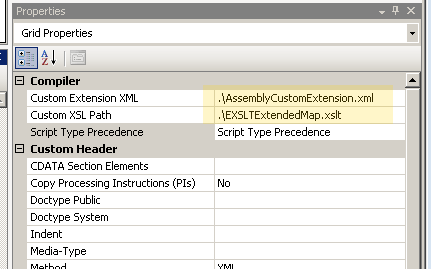 Properties
Grid Properties
Compiler
Custom Extension XML .\AssemblyCustomExtension.xml
Custom XSL Path .\EXSLTExtendedMap.xslt
Script Type Precedence Script Type Precedence
Custom Header
CDATA Section Elements
Copy Processing Instructions (PIs) No
Doctype Public
Doctype System
Indent
Media-Type
Method XML